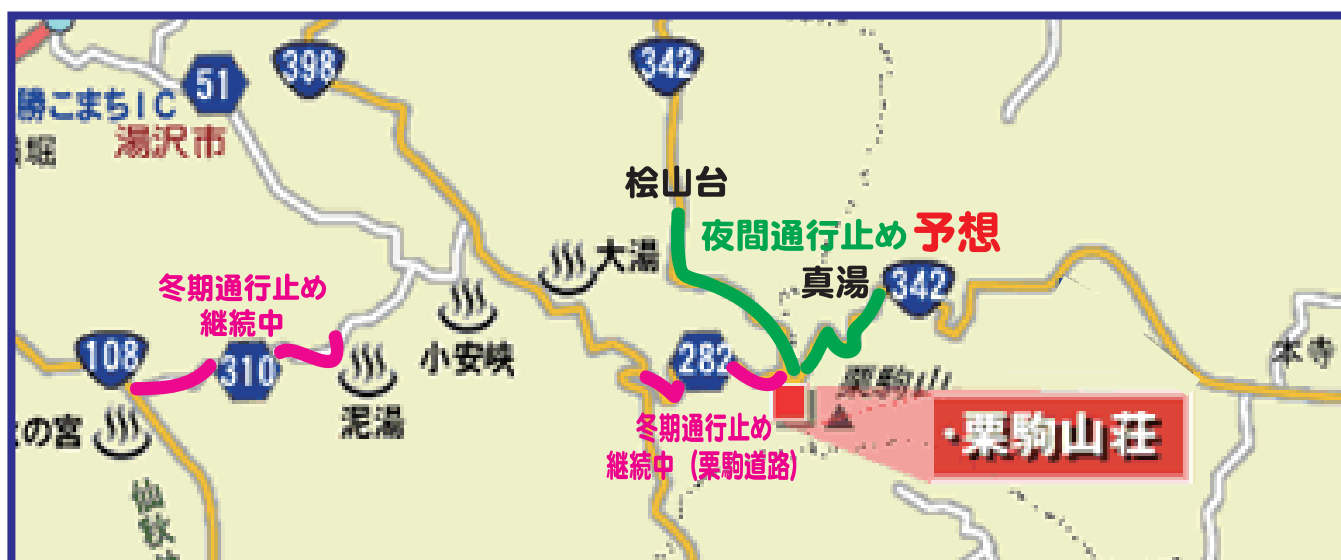 398
342
51
勝こまちIC
湯沢市
堀
桧山台
夜間通行止め 予想
大湯
真湯
342
冬期通行止め
継続中
108
310
小安峡
282
本寺
栗駒山
泥湯
の宮
冬期通行止め
継続中（栗駒道路）
・栗駒山荘
仙秋